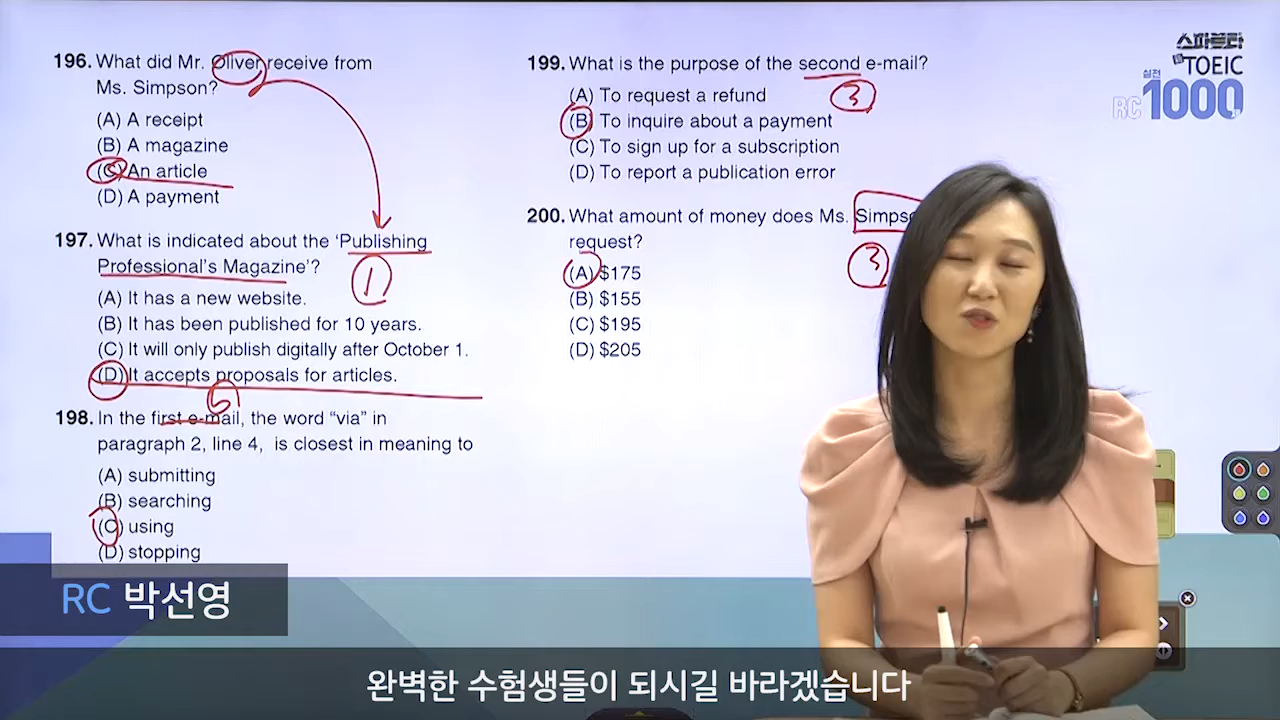 196. What did Mr. Oliver receive from
Ms. Simpson?
(A) A receipt
(B) A magazine
(C) An article
(D) A payment
197. What is indicated about the ‘Publishing
Professional’s Magazine’?
(A) It has a new website.
(B) It has been published for 10 years.
(C) It will only publish digitally after October 1.
(D) It accepts proposals for articles.
198. In the first e-mail, the word “via” in
paragraph 2, line 4, is closest in meaning to
(A) submitting
(B) searching
(C) using
(D) stopping
1
199. What is the purpose of the second e-mail?
(A) To request a refund
(B) To inquire about a payment
(C) To sign up for a subscription
(D) To report a publication error
3
200. What amount of money does Ms. Simpso
request?
(A) $175
(B) $155
(C) $195
(D) $205
3
스파르타
TOEIC
실전
RC 1000
RC 박선영
완벽한 수험생들이 되시길 바라겠습니다